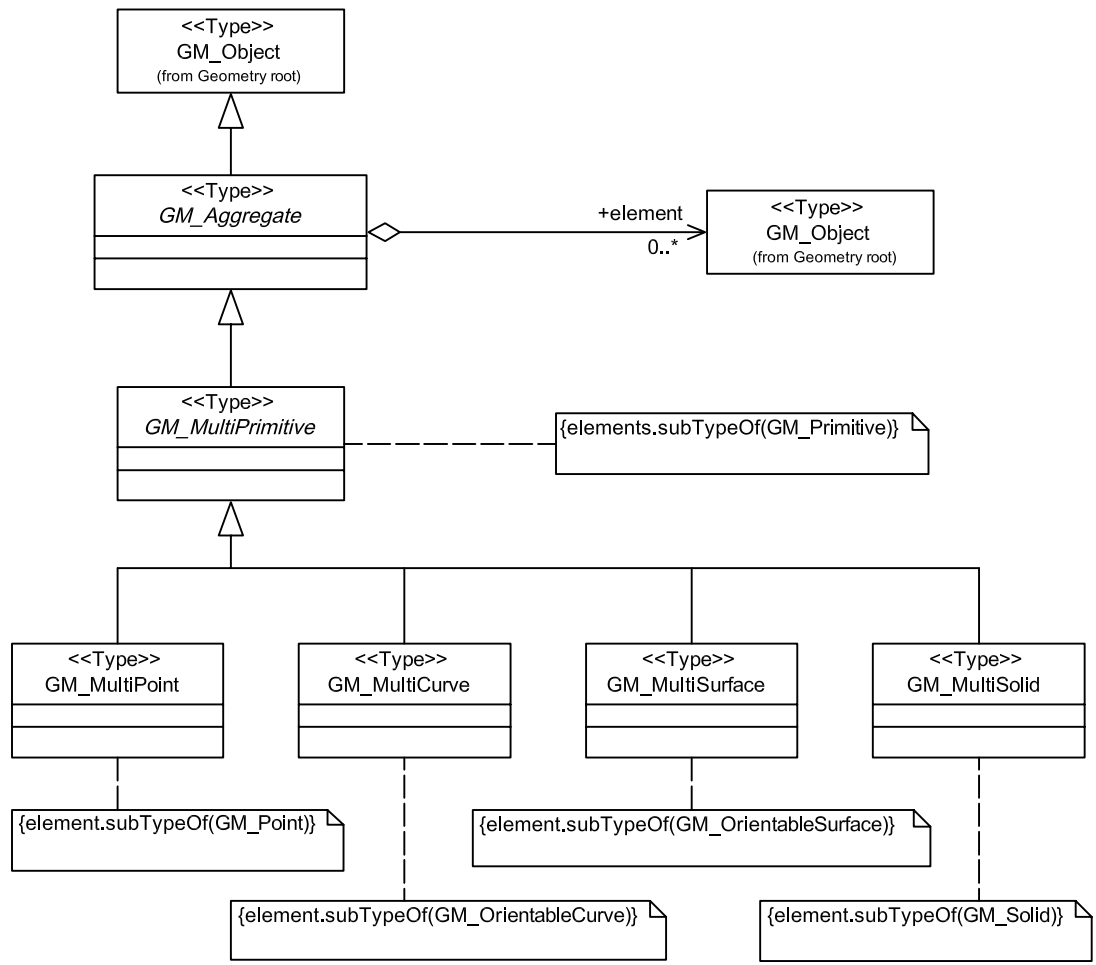 <<Type>>
GM_Object
(from Geometry root)
<<Type>>
GM_Aggregate
+element
0..*
<<Type>>
GM_Object
(from Geometry root)
<<Type>>
GM_MultiPrimitive
{elements.subTypeOf(GM_Primitive)}
<<Type>>
GM_MultiPoint
<<Type>>
GM_MultiCurve
<<Type>>
GM_MultiSurface
<<Type>>
GM_MultiSolid
{element.subTypeOf(GM_Point)}
{element.subTypeOf(GM_OrientableSurface)}
{element.subTypeOf(GM_OrientableCurve)}
{element.subTypeOf(GM_Solid)}